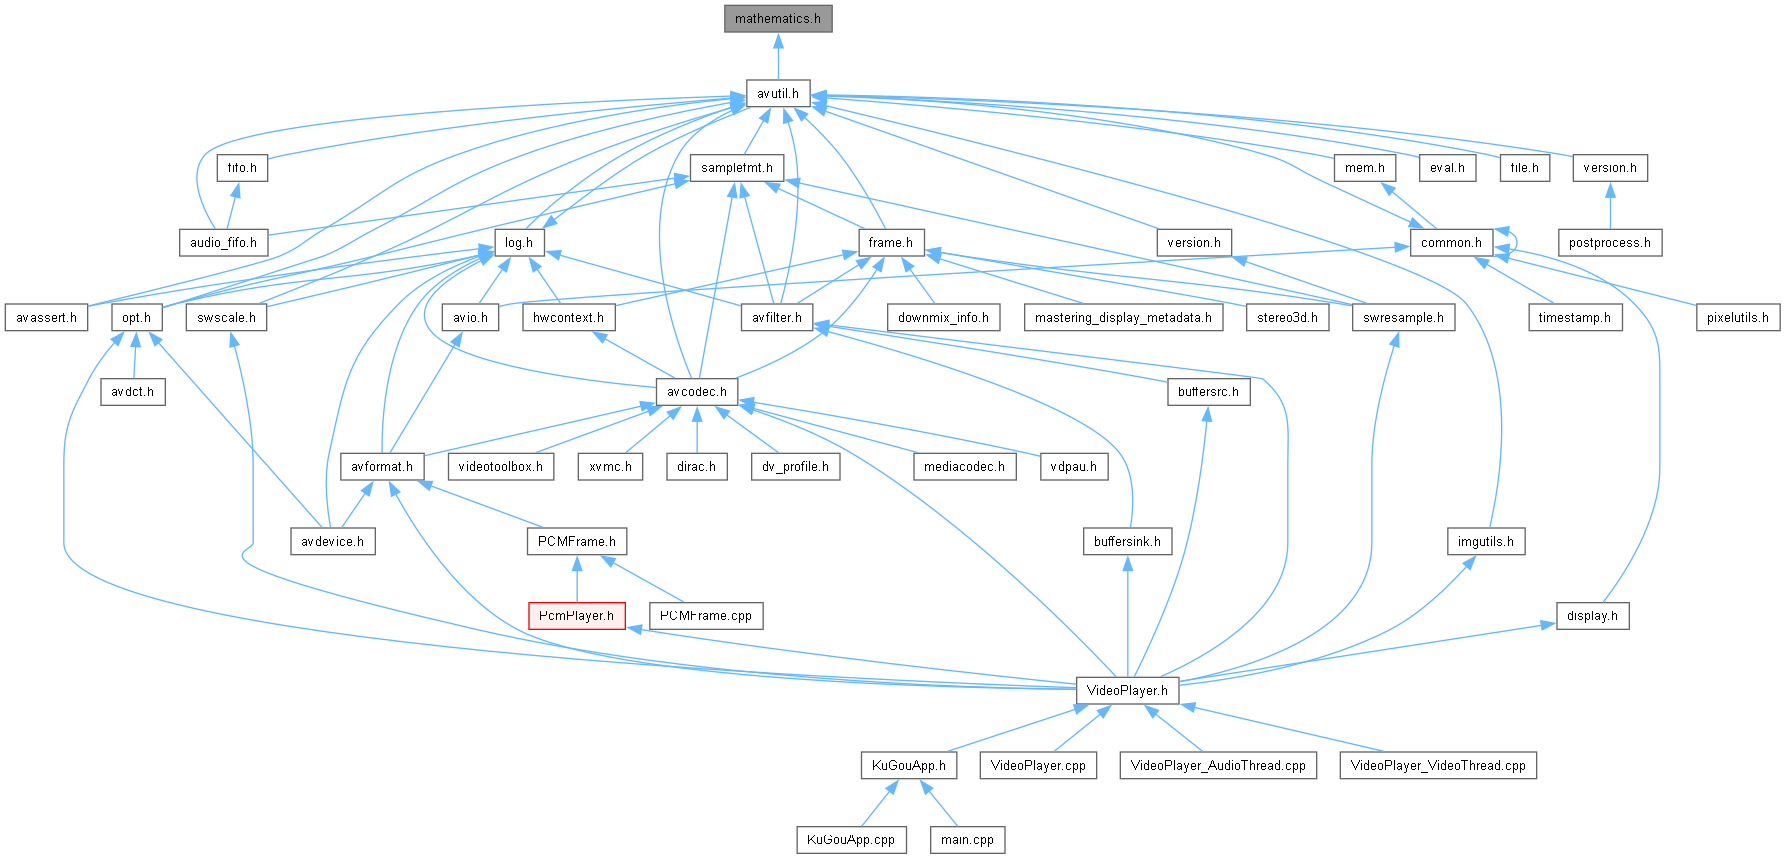 mathematics.h
avutil.h
fifo.h
samplefmt.h
mem.h
eval.h
file.h
version.h
audio_fifo.h
log.h
frame.h
version.h
common.h
postprocess.h
avassert.h
opt.h
swscale.h
avio.h
hwcontext.h
avfilter.h
downmix_info.h
mastering_display_metadata.h
stereo3d.h
swresample.h
timestamp.h
pixelutils.h
avdct.h
avcodec.h
buffersrc.h
avformat.h
videotoolbox.h
xvmc.h
dirac.h
dv_profile.h
mediacodec.h
vdpau.h
avdevice.h
PCMFrame.h
buffersink.h
imgutils.h
PcmPlayer.h
PCMFrame.cpp
display.h
VideoPlayer.h
KuGouApp.h
VideoPlayer.cpp
VideoPlayer_AudioThread.cpp
VideoPlayer_VideoThread.cpp
KuGouApp.cpp
main.cpp